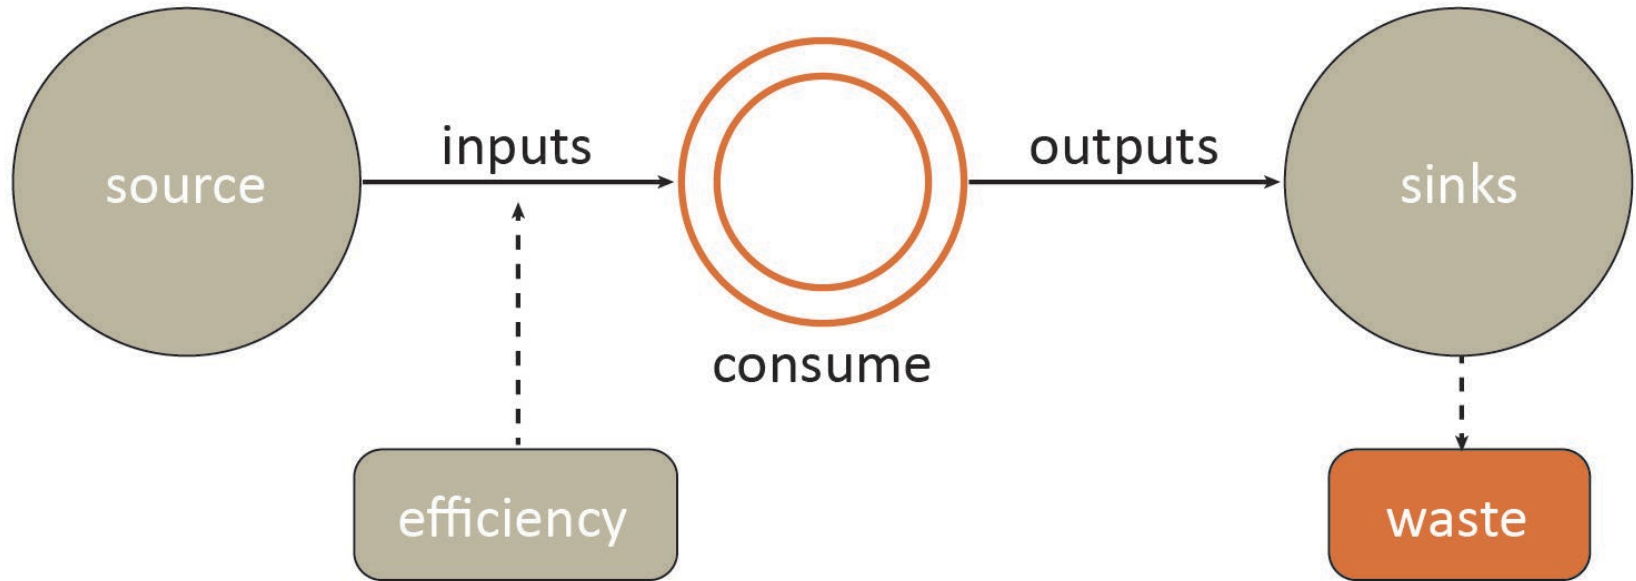 source
inputs
outputs
sinks
consume
efficiency
waste